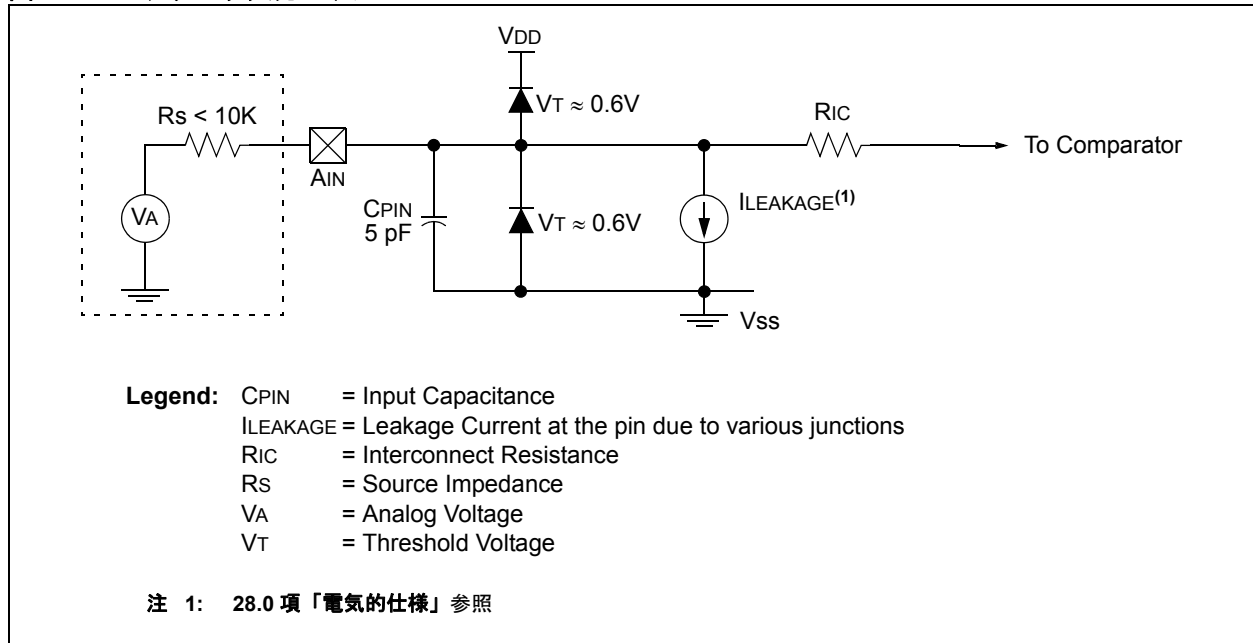 VDD
VT ≈ 0.6V
Rs < 10K
RIC
To Comparator
AIN
VA
CPIN
5 pF
VT ≈ 0.6V
ILEAKAGE(1)
Vss
Legend: CPIN = Input Capacitance
ILEAKAGE = Leakage Current at the pin due to various junctions
RIC = Interconnect Resistance
RS = Source Impedance
VA = Analog Voltage
VT = Threshold Voltage
注 1: 28.0 項「電気的仕様」参照